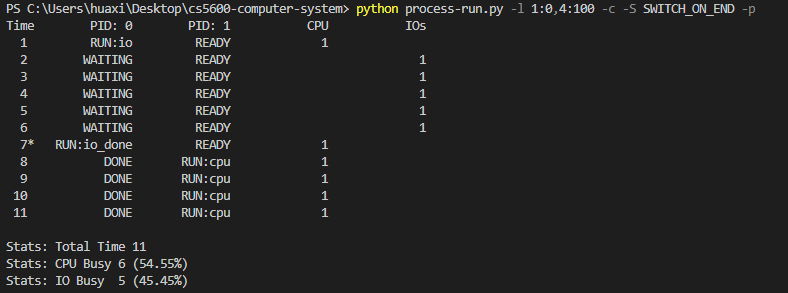 PS C:\Users\huaxi\Desktop\cs5600-computer-system> python process-run.py -l 1:0,4:100 -c -S SWITCH_ON_END -p
Time PID: 0 PID: 1 CPU IOs
1 RUN:io READY 1
2 WAITING READY 1
3 WAITING READY 1
4 WAITING READY 1
5 WAITING READY 1
6 WAITING READY 1
7* RUN:io_done READY 1
8 DONE RUN:cpu 1
9 DONE RUN:cpu 1
10 DONE RUN:cpu 1
11 DONE RUN:cpu 1
Stats: Total Time 11
Stats: CPU Busy 6 (54.55%)
Stats: IO Busy 5 (45.45%)